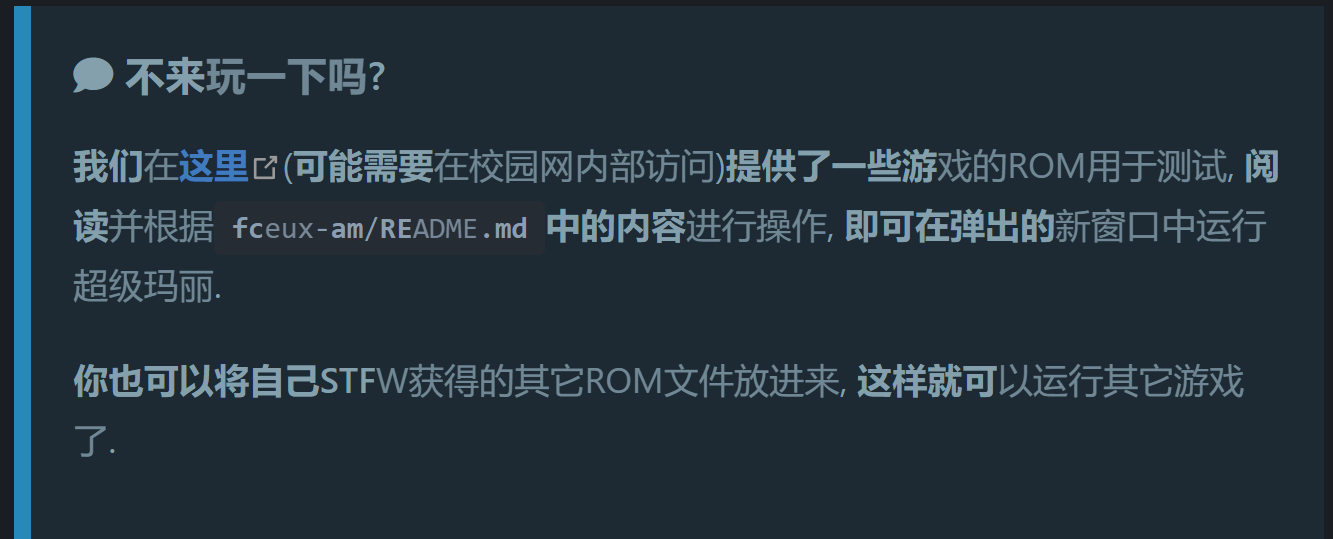 不来玩一下吗?
我们在这里(可能需要在校园网内部访问)提供了一些游戏的ROM用于测试, 阅
读并根据 fceux-am/README.md 中的内容进行操作, 即可在弹出的新窗口中运行
超级玛丽.
你也可以将自己STFW获得的其它ROM文件放进来, 这样就可以运行其它游戏
了.